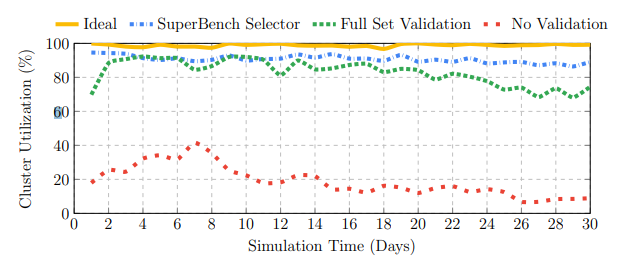 Ideal SuperBench Selector Full Set Validation No Validation
100
80
60
40
20
0
Cluster Utilization (%)
0 2 4 6 8 10 12 14 16 18 20 22 24 26 28 30
Simulation Time (Days)